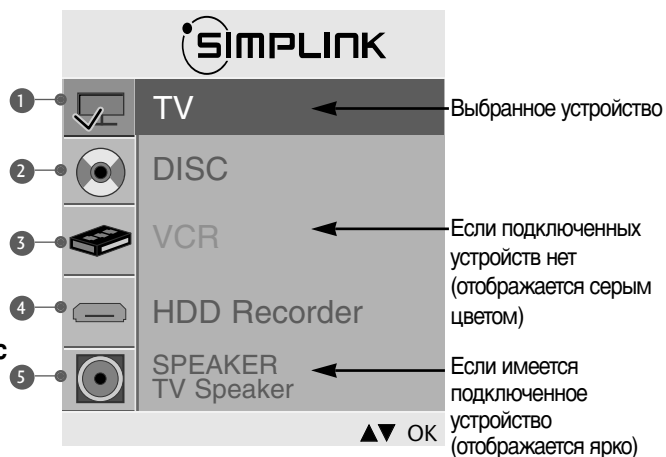 SIMPLINK
1
TV
Выбранное устройство
2
DISC
3
VCR
Если подключенных
устройств нет
(отображается серым
цветом)
4
HDD Recorder
с
5
SPEAKER
TV Speaker
Если имеется
подключенное
устройство
(отображается ярко)
▲▼ OK